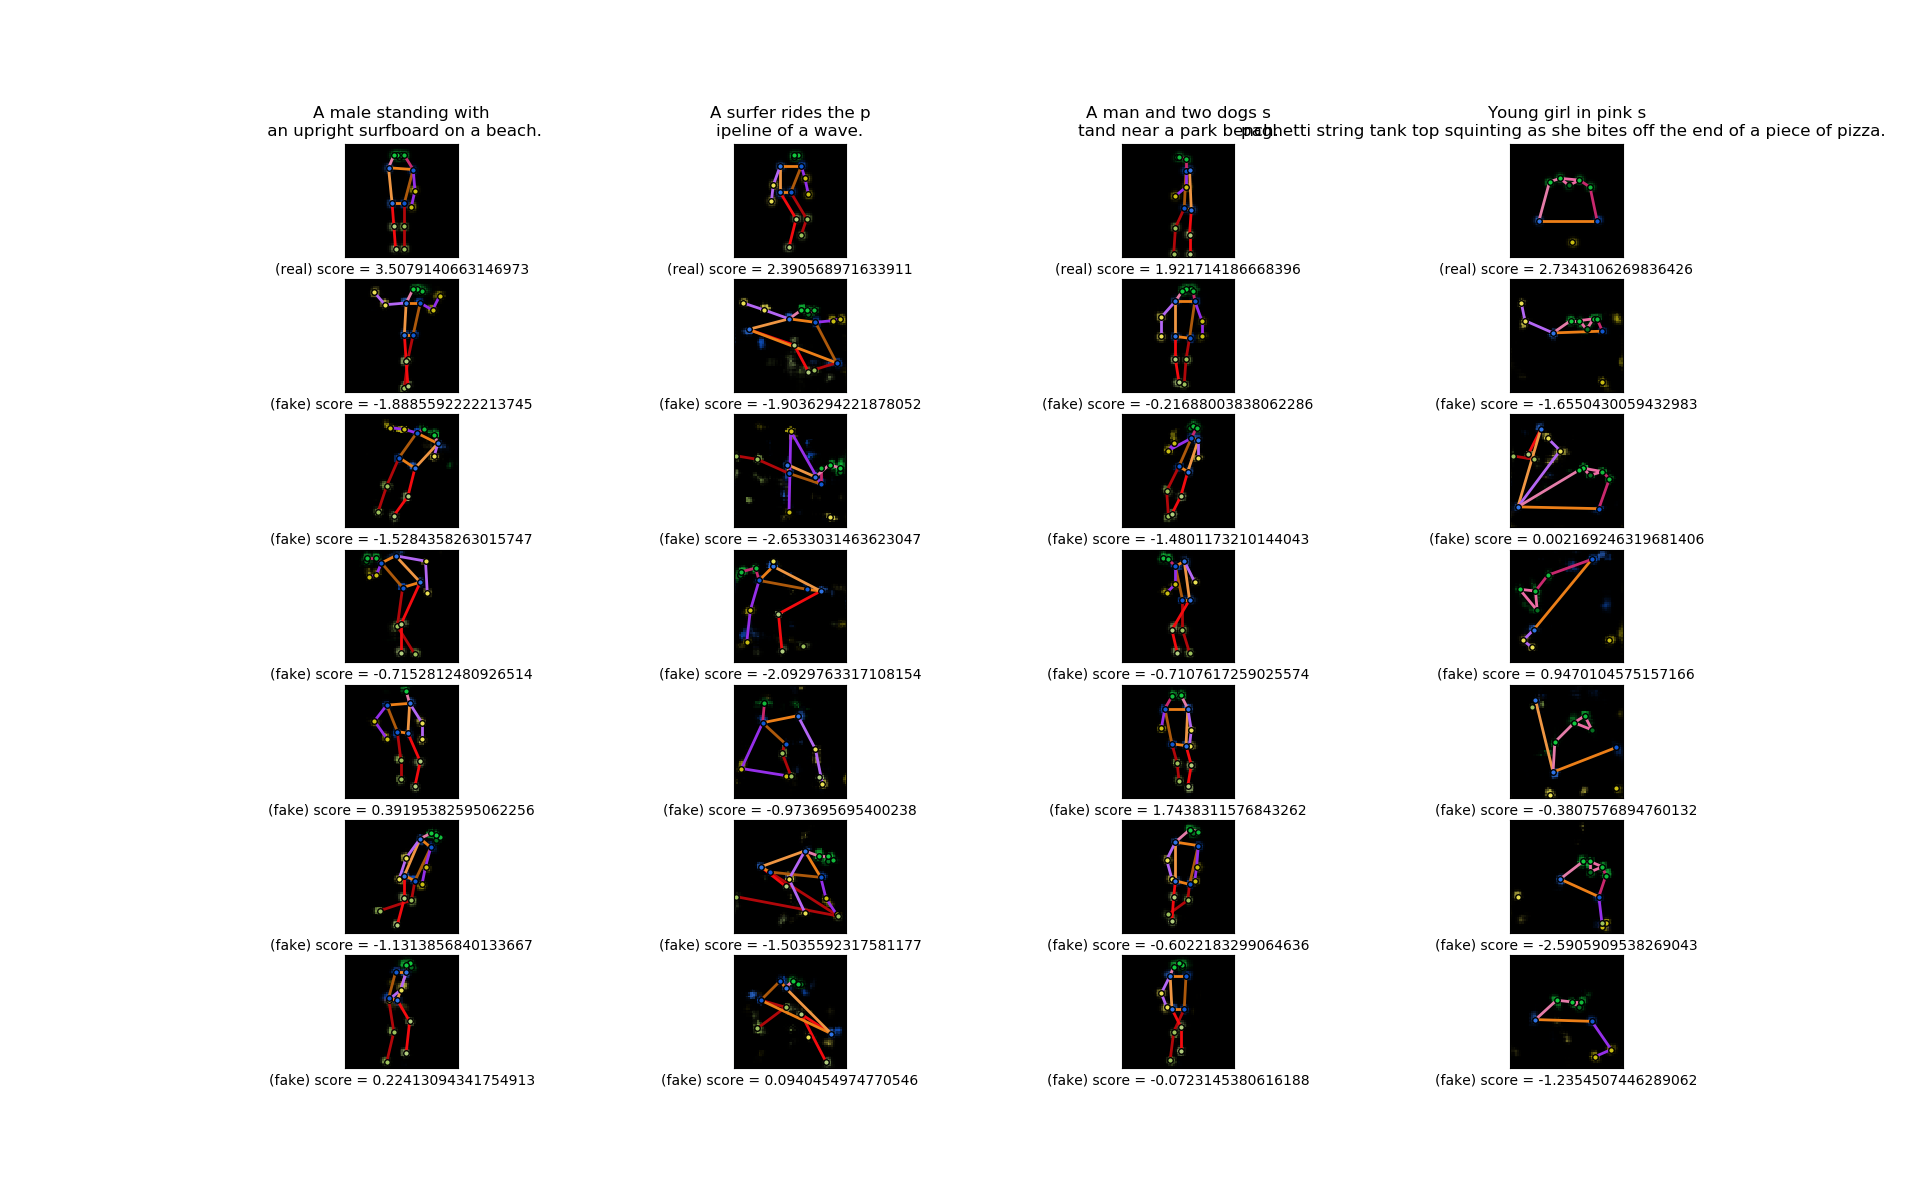 A male standing with
an upright surfboard on a beach.
A surfer rides the p
ipeline of a wave.
A man and two dogs s
tand near a park bench.
Young girl in pink s
paghetti string tank top squinting as she bites off the end of a piece of pizza.
(real) score = 3.5079140663146973
(real) score = 2.390568971633911
(real) score = 1.921714186668396
(real) score = 2.7343106269836426
(fake) score = -1.8885592222213745
(fake) score = -1.9036294221878052
(fake) score = -0.21688003838062286
(fake) score = -1.6550430059432983
(fake) score = -1.5284358263015747
(fake) score = -2.6533031463623047
(fake) score = -1.4801173210144043
(fake) score = 0.002169246319681406
(fake) score = -0.7152812480926514
(fake) score = -2.0929763317108154
(fake) score = -0.7107617259025574
(fake) score = 0.9470104575157166
(fake) score = 0.39195382595062256
(fake) score = -0.973695695400238
(fake) score = 1.7438311576843262
(fake) score = -0.3807576894760132
(fake) score = -1.1313856840133667
(fake) score = -1.5035592317581177
(fake) score = -0.6022183299064636
(fake) score = -2.5905909538269043
(fake) score = 0.22413094341754913
(fake) score = 0.0940454974770546
(fake) score = -0.0723145380616188
(fake) score = -1.2354507446289062